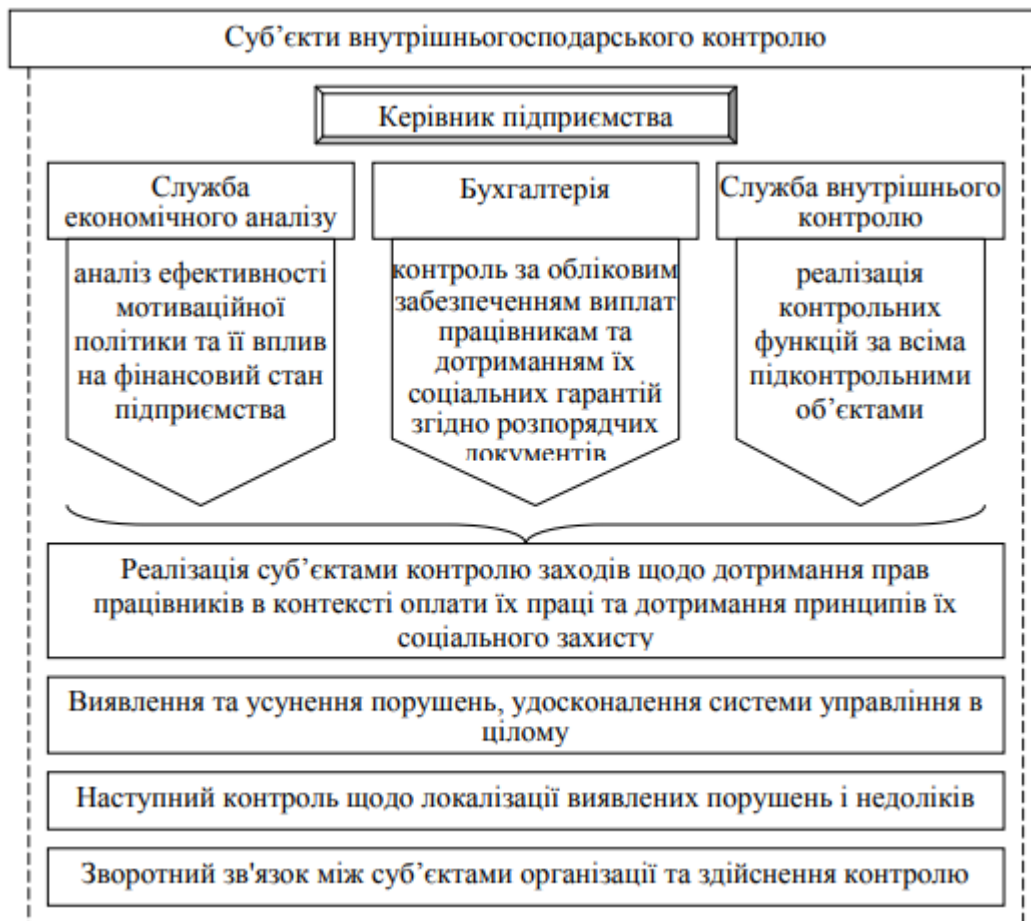 Суб’єкти внутрішньогосподарського контролю
Керівник підприємства
Служба
економічного аналізу
аналіз ефективності
мотиваційної
політики та її вплив
на фінансовий стан
підприємства
Бухгалтерія
контроль за обліковим
забезпеченням виплат
працівникам та
дотриманням їх
соціальних гарантій
згідно розпорядчих
документів
Служба внутрішнього
контролю
реалізація
контрольних
функцій за всіма
підконтрольними
об’єктами
Реалізація суб’єктами контролю заходів щодо дотримання прав
працівників в контексті оплати їх праці та дотримання принципів їх
соціального захисту
Виявлення та усунення порушень, удосконалення системи управління в
цілому
Наступний контроль щодо локалізації виявлених порушень і недоліків
Зворотний зв'язок між суб’єктами організації та здійснення контролю